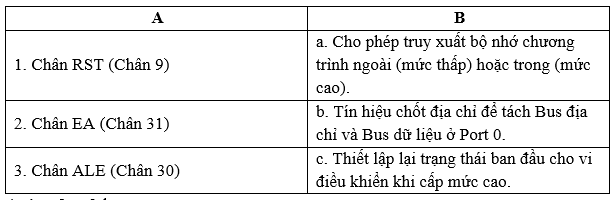 A
B
1. Chân RST (Chân 9)
a. Cho phép truy xuất bộ nhớ chương
trình ngoài (mức thấp) hoặc trong (mức
cao).
2. Chân EA (Chân 31)
b. Tín hiệu chốt địa chỉ để tách Bus địa
chỉ và Bus dữ liệu ở Port 0.
3. Chân ALE (Chân 30)
c. Thiết lập lại trạng thái ban đầu cho vi
điều khiển khi cấp mức cao.